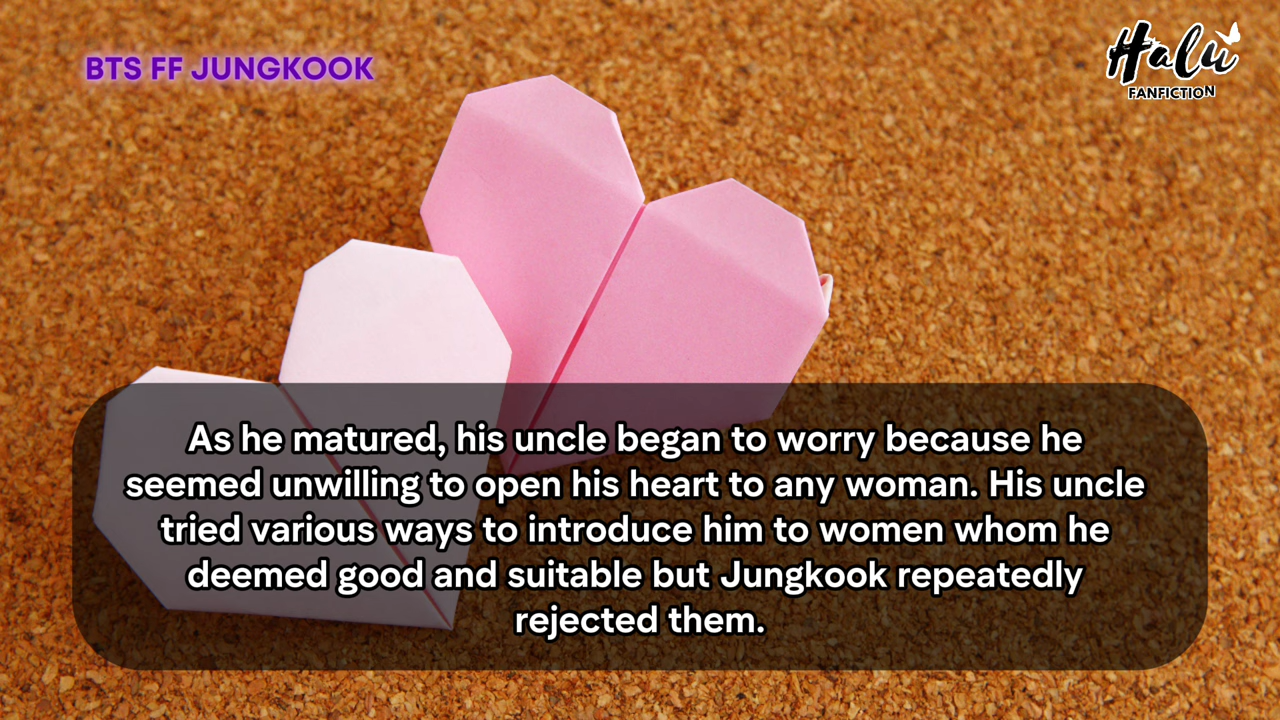 BTS FF JUNGKOOK
Halu
FANFICTION
As he matured, his uncle began to worry because he
seemed unwilling to open his heart to any woman. His uncle
tried various ways to introduce him to women whom he
deemed good and suitable but Jungkook repeatedly
rejected them.